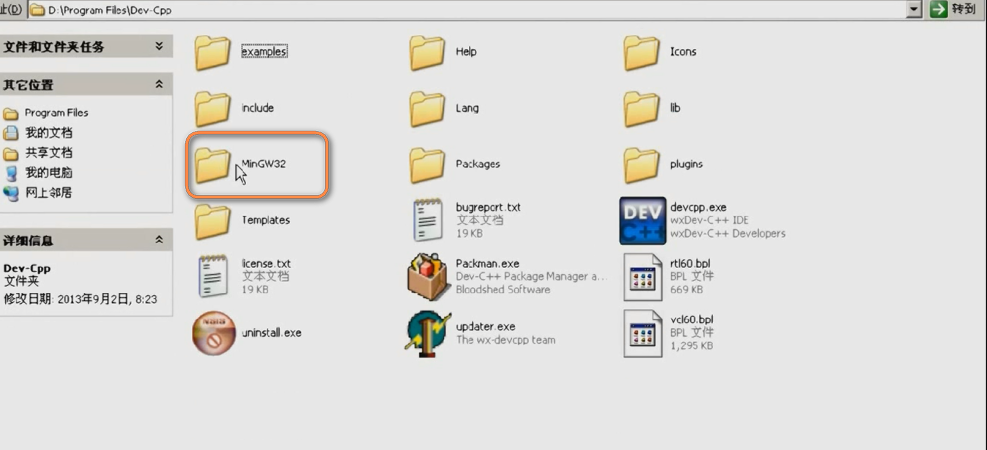 止(D) D:\Program Files\Dev-Cpp 转到
文件和文件夹任务
其它位置
Program Files
我的文档
共享文档
我的电脑
网上邻居
详细信息
Dev-Cpp
文件夹
修改日期: 2013年9月2日, 8:23
examples
Help
Icons
include
Lang
lib
MinGW32
Packages
plugins
Templates
bugreport.txt
文本文档
19 KB
devcpp.exe
wxDev-C++ IDE
wxDev-C++ Developers
DEV
C++
license.txt
文本文档
19 KB
Packman.exe
Dev-C++ Package Manager a...
Bloodshed Software
rtl60.bpl
BPL 文件
669 KB
uninstall.exe
updater.exe
The wx-devcpp team
vcl60.bpl
BPL 文件
1,295 KB